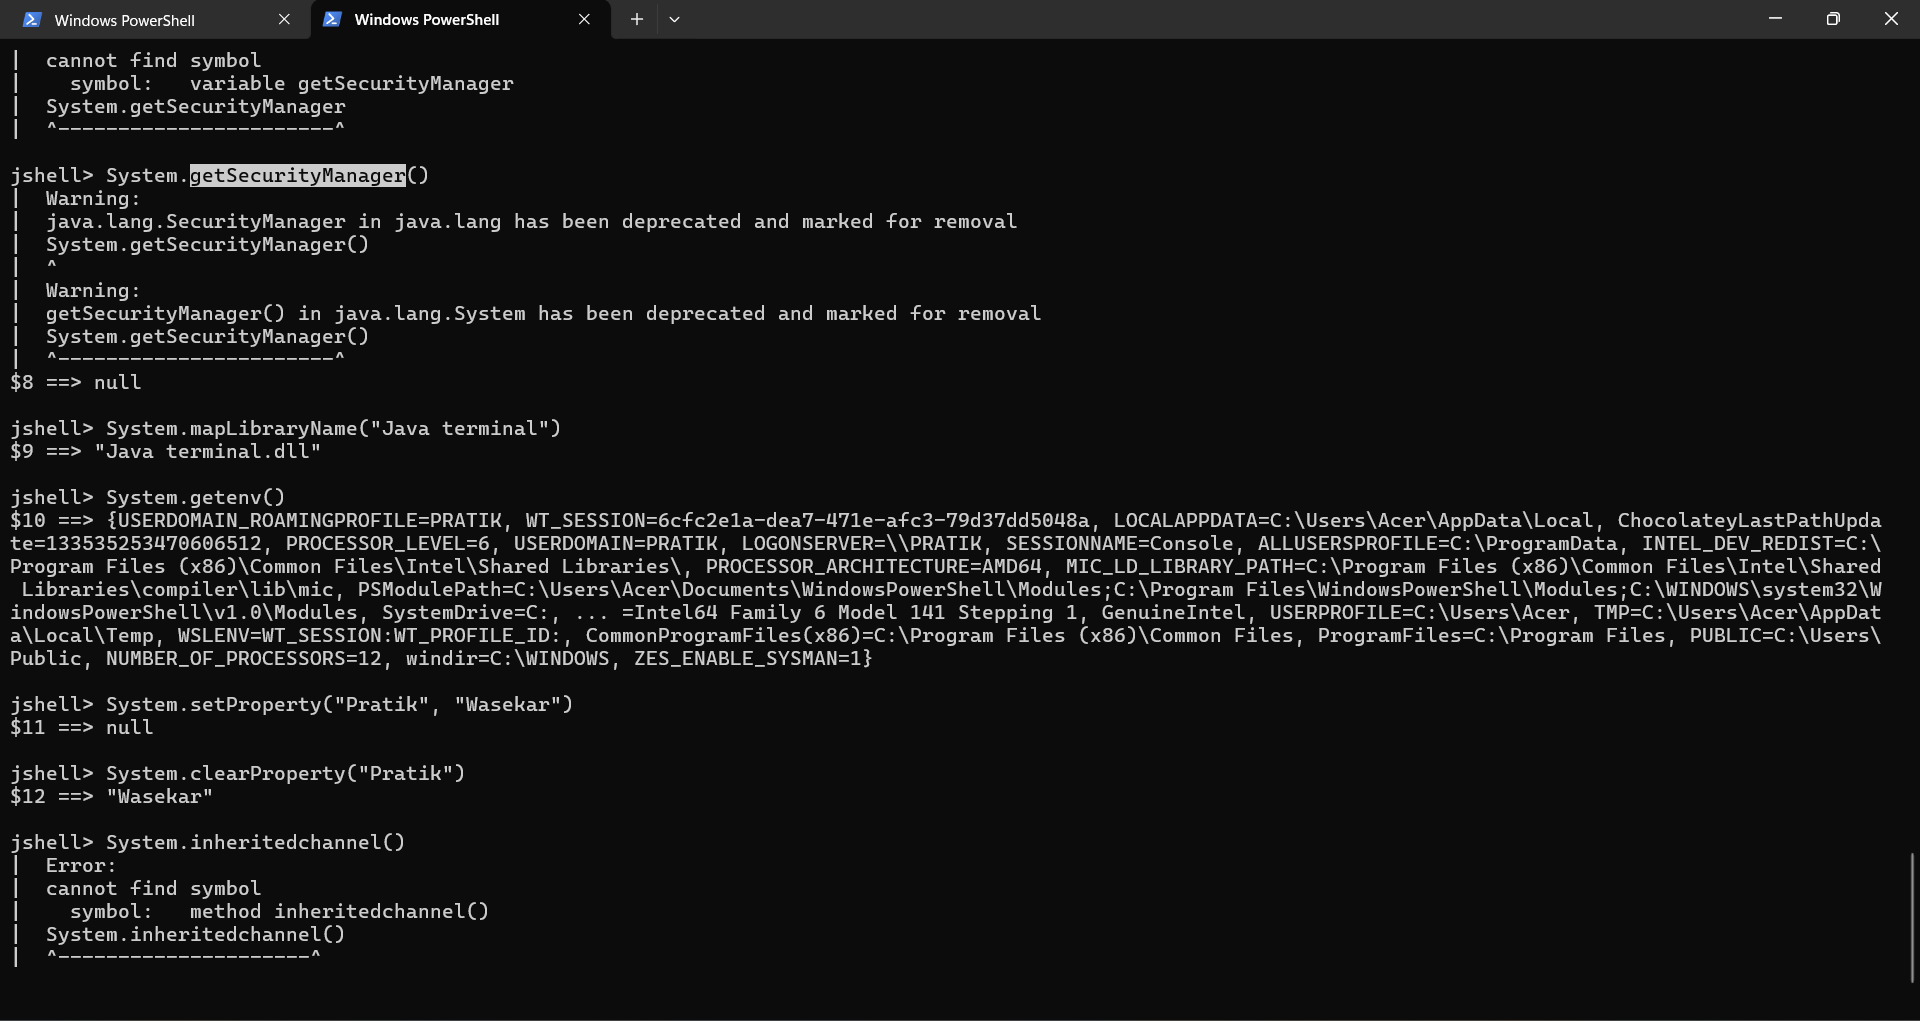 Windows PowerShell
Windows PowerShell
| cannot find symbol
|   symbol:   variable getSecurityManager
| System.getSecurityManager
| ^-----------------------^
jshell> System.getSecurityManager()
| Warning:
| java.lang.SecurityManager in java.lang has been deprecated and marked for removal
| System.getSecurityManager()
| ^
| Warning:
| getSecurityManager() in java.lang.System has been deprecated and marked for removal
| System.getSecurityManager()
| ^-----------------------^
$8 ==> null
jshell> System.mapLibraryName("Java terminal")
$9 ==> "Java terminal.dll"
jshell> System.getenv()
$10 ==> {USERDOMAIN_ROAMINGPROFILE=PRATIK, WT_SESSION=6cfc2e1a-dea7-471e-afc3-79d37dd5048a, LOCALAPPDATA=C:\Users\Acer\AppData\Local, ChocolateyLastPathUpda
te=133535253470606512, PROCESSOR_LEVEL=6, USERDOMAIN=PRATIK, LOGONSERVER=\\PRATIK, SESSIONNAME=Console, ALLUSERSPROFILE=C:\ProgramData, INTEL_DEV_REDIST=C:\
Program Files (x86)\Common Files\Intel\Shared Libraries\, PROCESSOR_ARCHITECTURE=AMD64, MIC_LD_LIBRARY_PATH=C:\Program Files (x86)\Common Files\Intel\Shared
 Libraries\compiler\lib\mic, PSModulePath=C:\Users\Acer\Documents\WindowsPowerShell\Modules;C:\Program Files\WindowsPowerShell\Modules;C:\WINDOWS\system32\W
indowsPowerShell\v1.0\Modules, SystemDrive=C:, ... =Intel64 Family 6 Model 141 Stepping 1, GenuineIntel, USERPROFILE=C:\Users\Acer, TMP=C:\Users\Acer\AppDat
a\Local\Temp, WSLENV=WT_SESSION:WT_PROFILE_ID:, CommonProgramFiles(x86)=C:\Program Files (x86)\Common Files, ProgramFiles=C:\Program Files, PUBLIC=C:\Users\
Public, NUMBER_OF_PROCESSORS=12, windir=C:\WINDOWS, ZES_ENABLE_SYSMAN=1}
jshell> System.setProperty("Pratik", "Wasekar")
$11 ==> null
jshell> System.clearProperty("Pratik")
$12 ==> "Wasekar"
jshell> System.inheritedchannel()
| Error:
| cannot find symbol
|   symbol:   method inheritedchannel()
| System.inheritedchannel()
| ^---------------------^